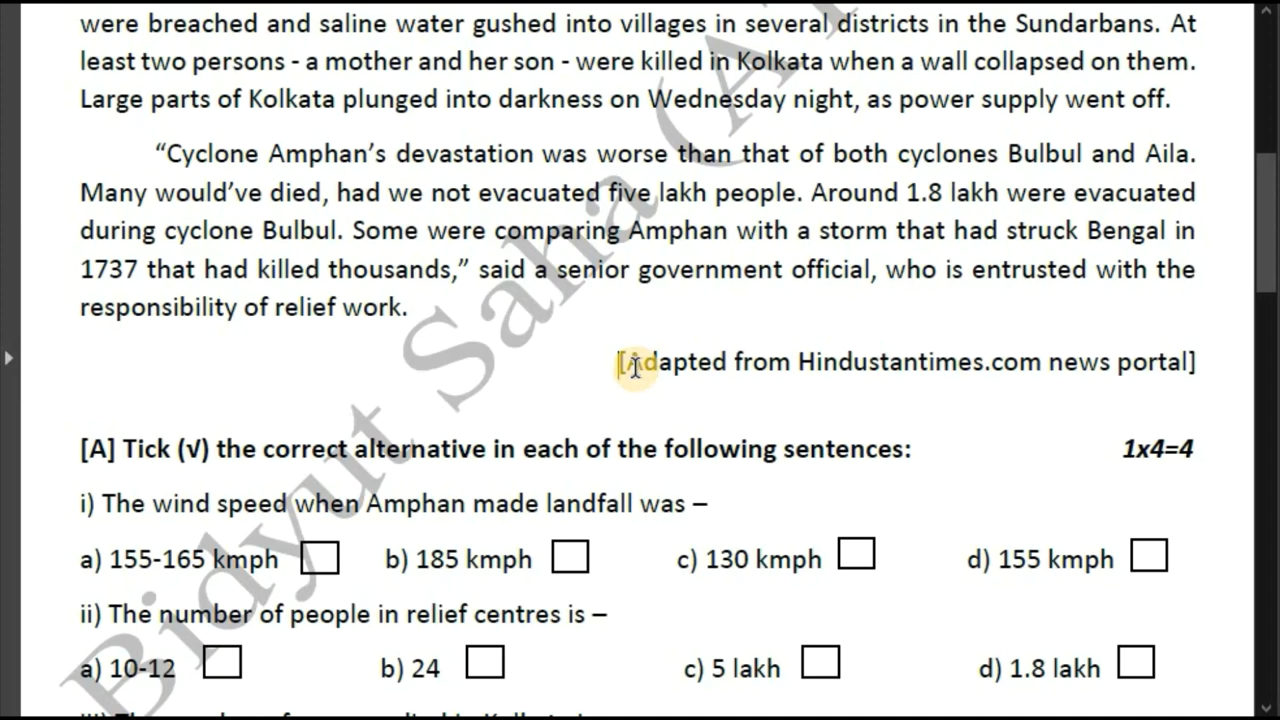 were breached and saline water gushed into villages in several districts in the Sundarbans. At
least two persons - a mother and her son - were killed in Kolkata when a wall collapsed on them.
Large parts of Kolkata plunged into darkness on Wednesday night, as power supply went off.
“Cyclone Amphan’s devastation was worse than that of both cyclones Bulbul and Aila.
Many would’ve died, had we not evacuated five lakh people. Around 1.8 lakh were evacuated
during cyclone Bulbul. Some were comparing Amphan with a storm that had struck Bengal in
1737 that had killed thousands,” said a senior government official, who is entrusted with the
responsibility of relief work.
[Adapted from Hindustantimes.com news portal]
[A] Tick (√) the correct alternative in each of the following sentences: 1x4=4
i) The wind speed when Amphan made landfall was –
a) 155-165 kmph b) 185 kmph c) 130 kmph d) 155 kmph
ii) The number of people in relief centres is –
a) 10-12 b) 24 c) 5 lakh d) 1.8 lakh
Bidyut Saha (A